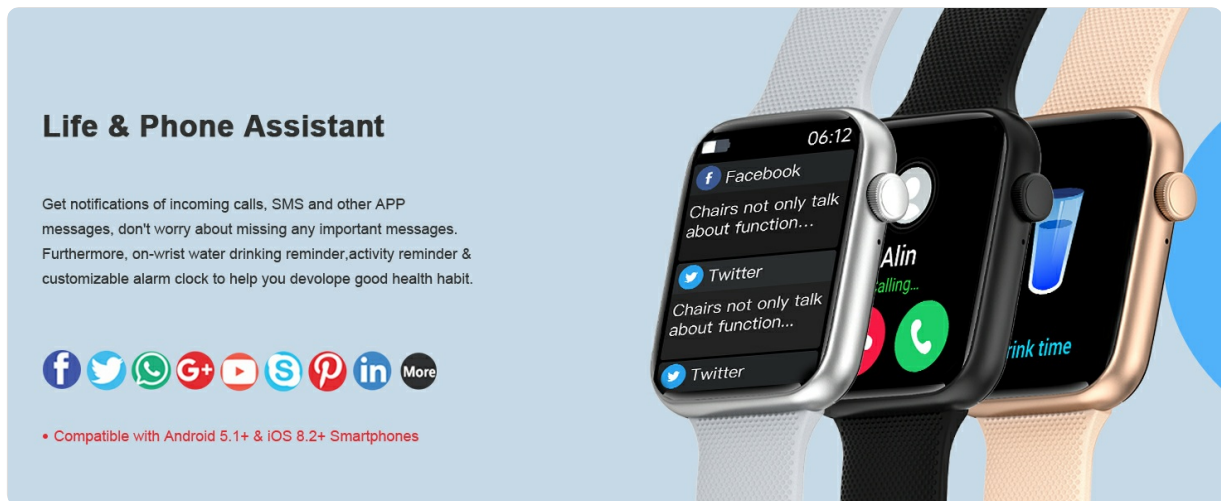 Life & Phone Assistant
Get notifications of incoming calls, SMS and other APP
messages, don't worry about missing any important messages.
Furthermore, on-wrist water drinking reminder,activity reminder &
customizable alarm clock to help you devolope good health habit.
f
G+
S
in
More
• Compatible with Android 5.1+ & iOS 8.2+ Smartphones
06:12
f Facebook
Chairs not only talk
about function...
Twitter
Chairs not only talk
about function...
Twitter
Alin
Calling...
rink time